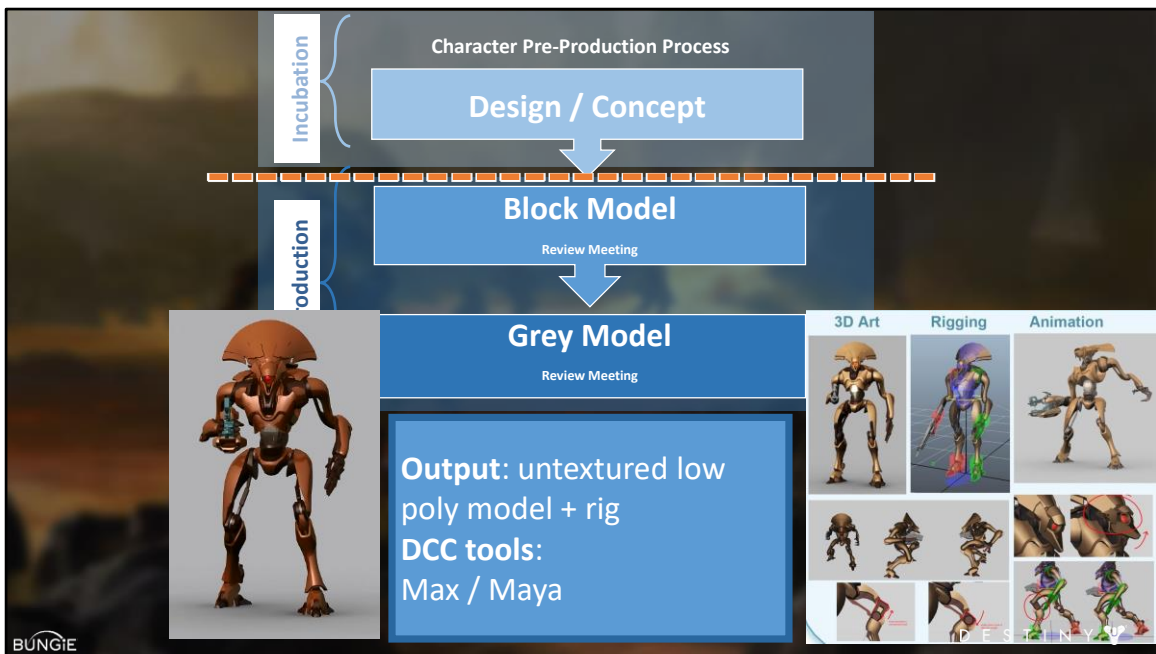 Character Pre-Production Process
Incubation
Design / Concept
Block Model
Review Meeting
roduction
Grey Model
Review Meeting
3D Art
Rigging
Animation
Output: untextured low
poly model + rig
DCC tools:
Max / Maya
BUNGiE
DESTINY